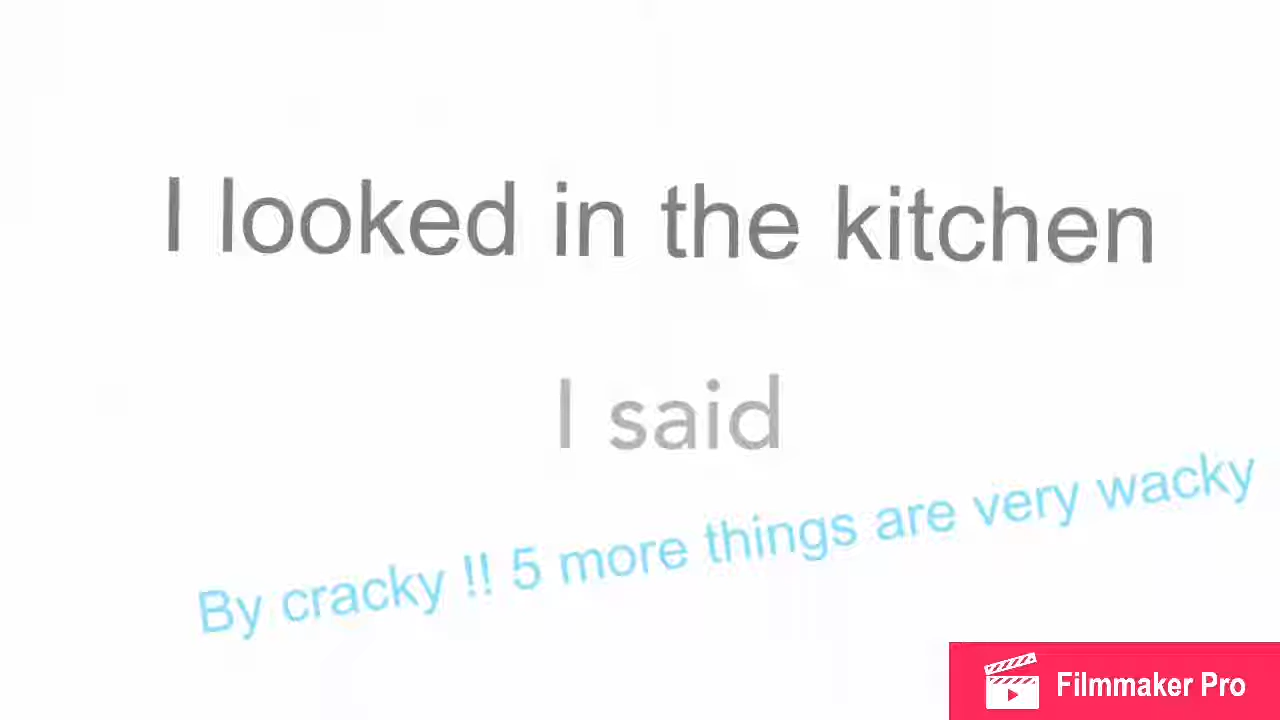 I looked in the kitchen
I said
By cracky !! 5 more things are very wacky
Filmmaker Pro